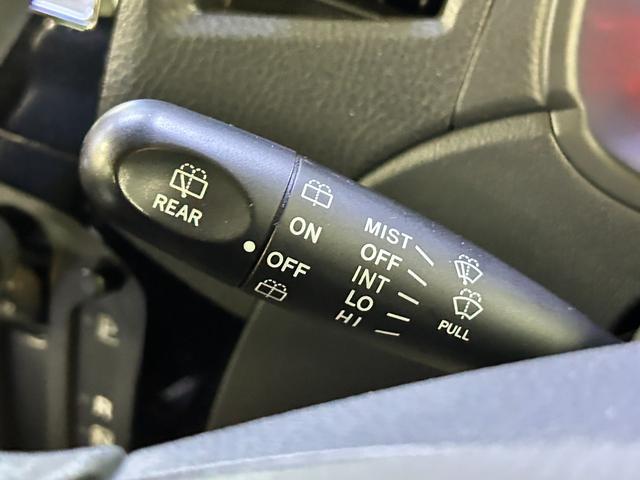 REAR
ON
OFF
MIST
OFF
INT
LO
HI
PULL
R